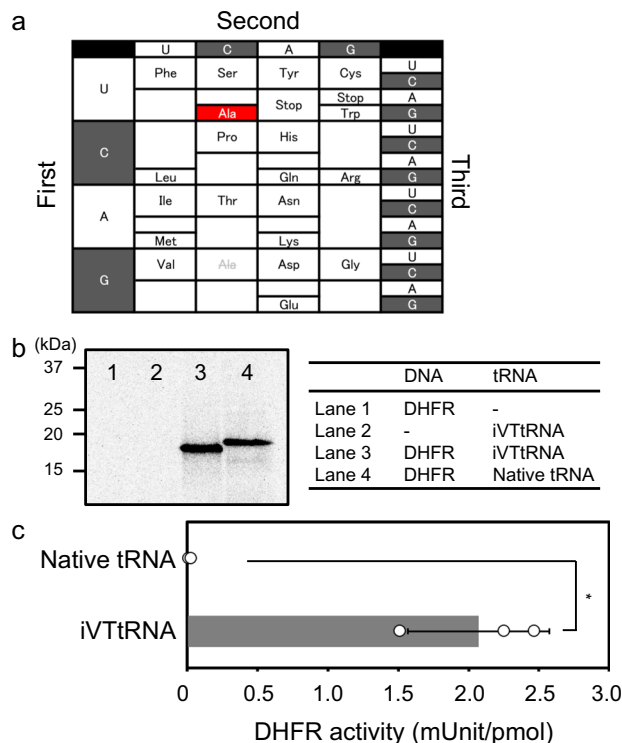 a
Second
U C A G
U Phe Ser Tyr Cys U
C
Stop Stop A
Ala Trp G
C Pro His U
C
A
Leu Gln Arg G
A Ile Thr Asn U
C
A
Met Lys G
G Val Ala Asp Gly U
C
A
Glu G
First
Third
b (kDa)
37
25
20
15
1 2 3 4
DNA tRNA
Lane 1 DHFR -
Lane 2 - iVTtRNA
Lane 3 DHFR iVTtRNA
Lane 4 DHFR Native tRNA
c
Native tRNA
iVTtRNA
*
0 0.5 1.0 1.5 2.0 2.5 3.0
DHFR activity (mUnit/pmol)